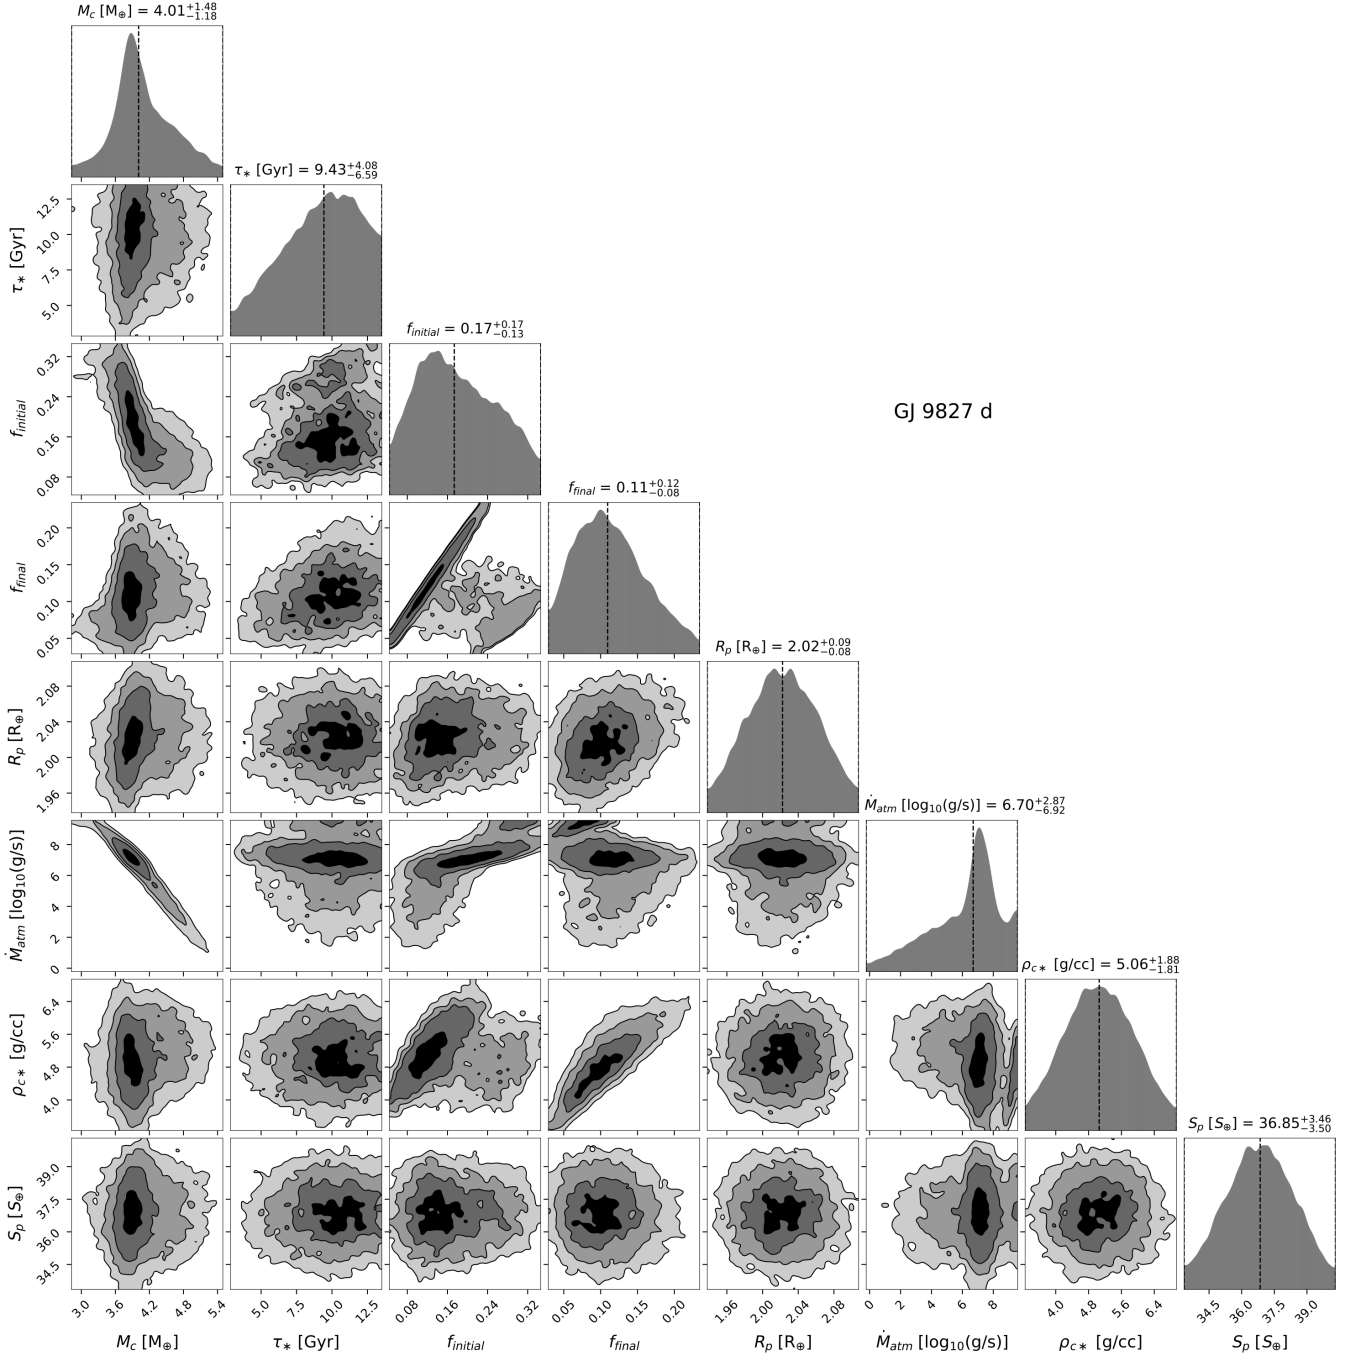 M_c [M⊕] = 4.01 +1.48 −1.18
τ∗ [Gyr] = 9.43 +4.08 −6.59
12.5
10.0
7.5
5.0
τ∗ [Gyr]
f_initial = 0.17 +0.17 −0.13
0.32
0.24
0.16
0.08
f_initial
GJ 9827 d
f_final = 0.11 +0.12 −0.08
0.20
0.15
0.10
0.05
f_final
R_p [R⊕] = 2.02 +0.09 −0.08
2.08
2.04
2.00
1.96
R_p [R⊕]
Ṁ_atm [log10(g/s)] = 6.70 +2.87 −6.92
8
6
4
2
0
Ṁ_atm [log10(g/s)]
ρ_c∗ [g/cc] = 5.06 +1.88 −1.81
6.4
5.6
4.8
4.0
ρ_c∗ [g/cc]
S_p [S⊕] = 36.85 +3.46 −3.50
39.0
37.5
36.0
34.5
S_p [S⊕]
3.0 3.6 4.2 4.8 5.4 5.0 7.5 10.0 12.5 0.08 0.16 0.24 0.32 0.05 0.10 0.15 0.20 1.96 2.00 2.04 2.08 0 2 4 6 8 4.0 4.8 5.6 6.4 34.5 36.0 37.5 39.0
M_c [M⊕] τ∗ [Gyr] f_initial f_final R_p [R⊕] Ṁ_atm [log10(g/s)] ρ_c∗ [g/cc] S_p [S⊕]